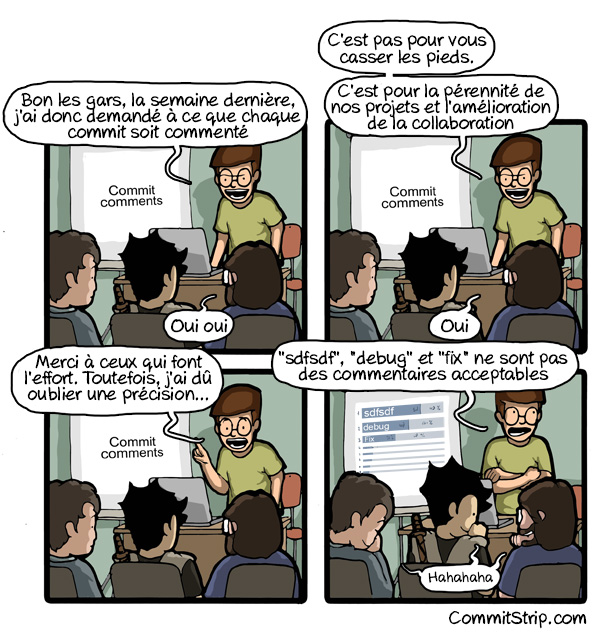 Bon les gars, la semaine dernière,
j'ai donc demandé à ce que chaque
commit soit commenté
Commit
comments
Oui oui
C'est pas pour vous
casser les pieds.
C'est pour la pérennité de
nos projets et l'amélioration
de la collaboration
Commit
comments
Oui
Merci à ceux qui font
l'effort. Toutefois, j'ai dû
oublier une précision...
Commit
comments
"sdfsdf", "debug" et "fix" ne sont pas
des commentaires acceptables
sdfsdf
debug
Fix
Hahahaha
CommitStrip.com